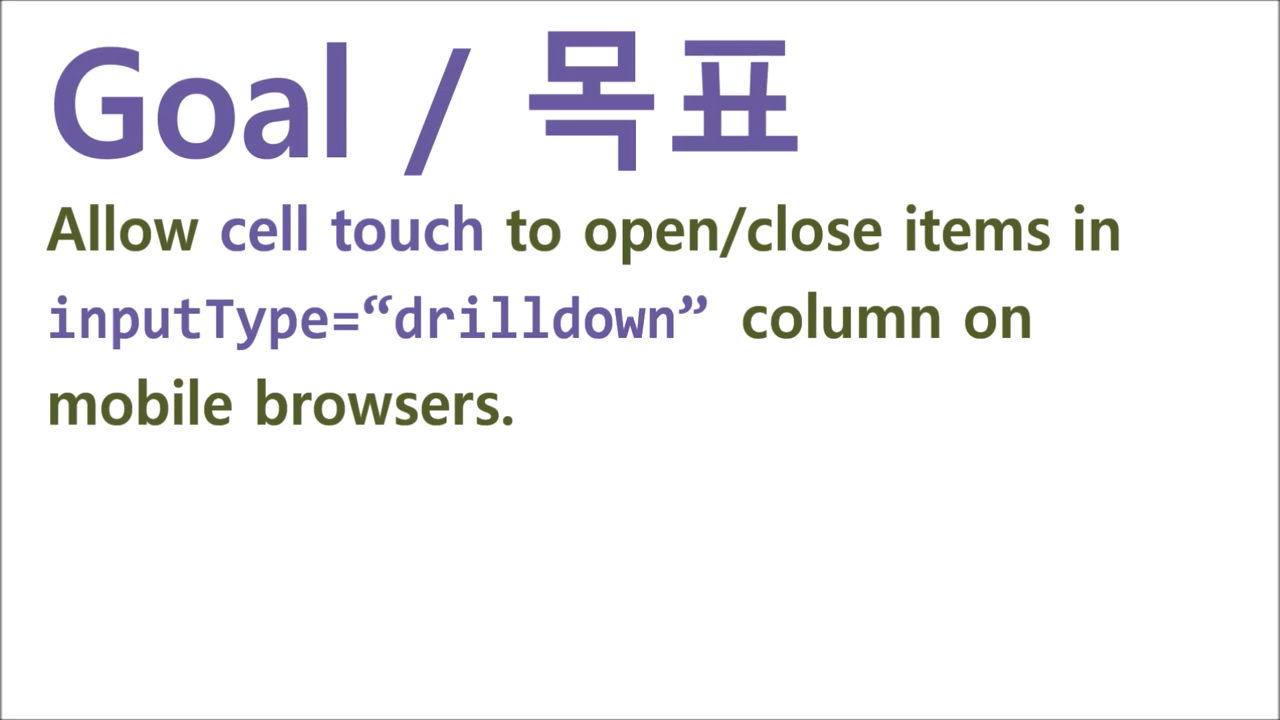 Goal / 목표
Allow cell touch to open/close items in
inputType=“drilldown” column on
mobile browsers.